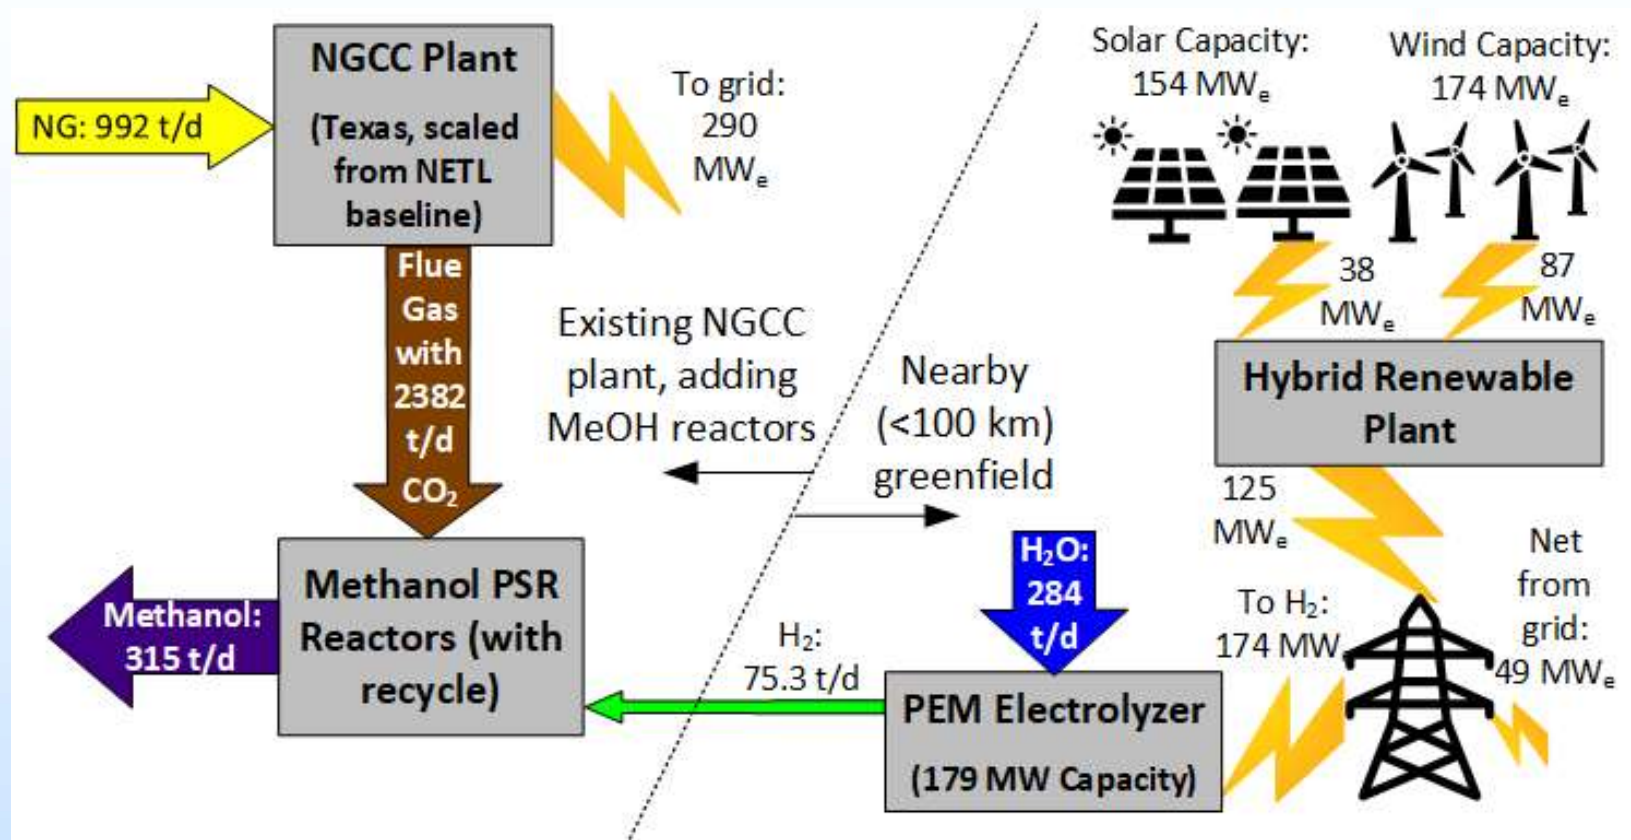 NGCC Plant
(Texas, scaled
from NETL
baseline)
NG: 992 t/d
To grid:
290
MWₑ
Solar Capacity:
154 MWₑ
Wind Capacity:
174 MWₑ
38
MWₑ
87
MWₑ
Flue
Gas
with
2382
t/d
CO₂
Existing NGCC
plant, adding
MeOH reactors
Nearby
(<100 km)
greenfield
Hybrid Renewable
Plant
125
MWₑ
Net
from
grid:
49 MWₑ
H₂O:
284
t/d
To H₂:
174 MW
Methanol PSR
Reactors (with
recycle)
Methanol:
315 t/d
H₂:
75.3 t/d
PEM Electrolyzer
(179 MW Capacity)